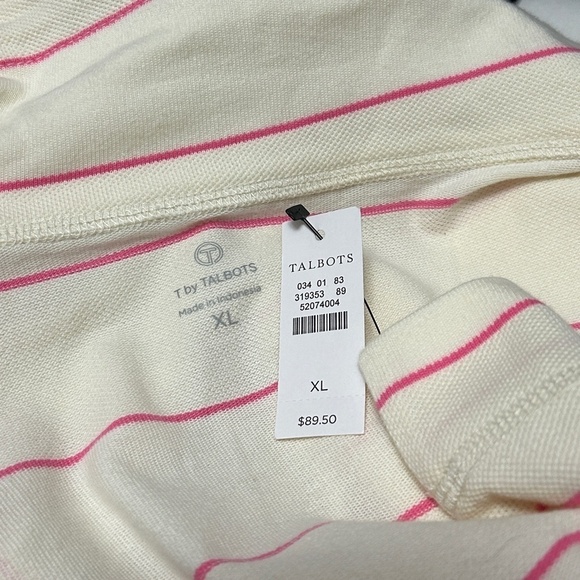 T by TALBOTS
Made in Indonesia
XL
TALBOTS
034 01 83
319353 89
52074004
XL
$89.50